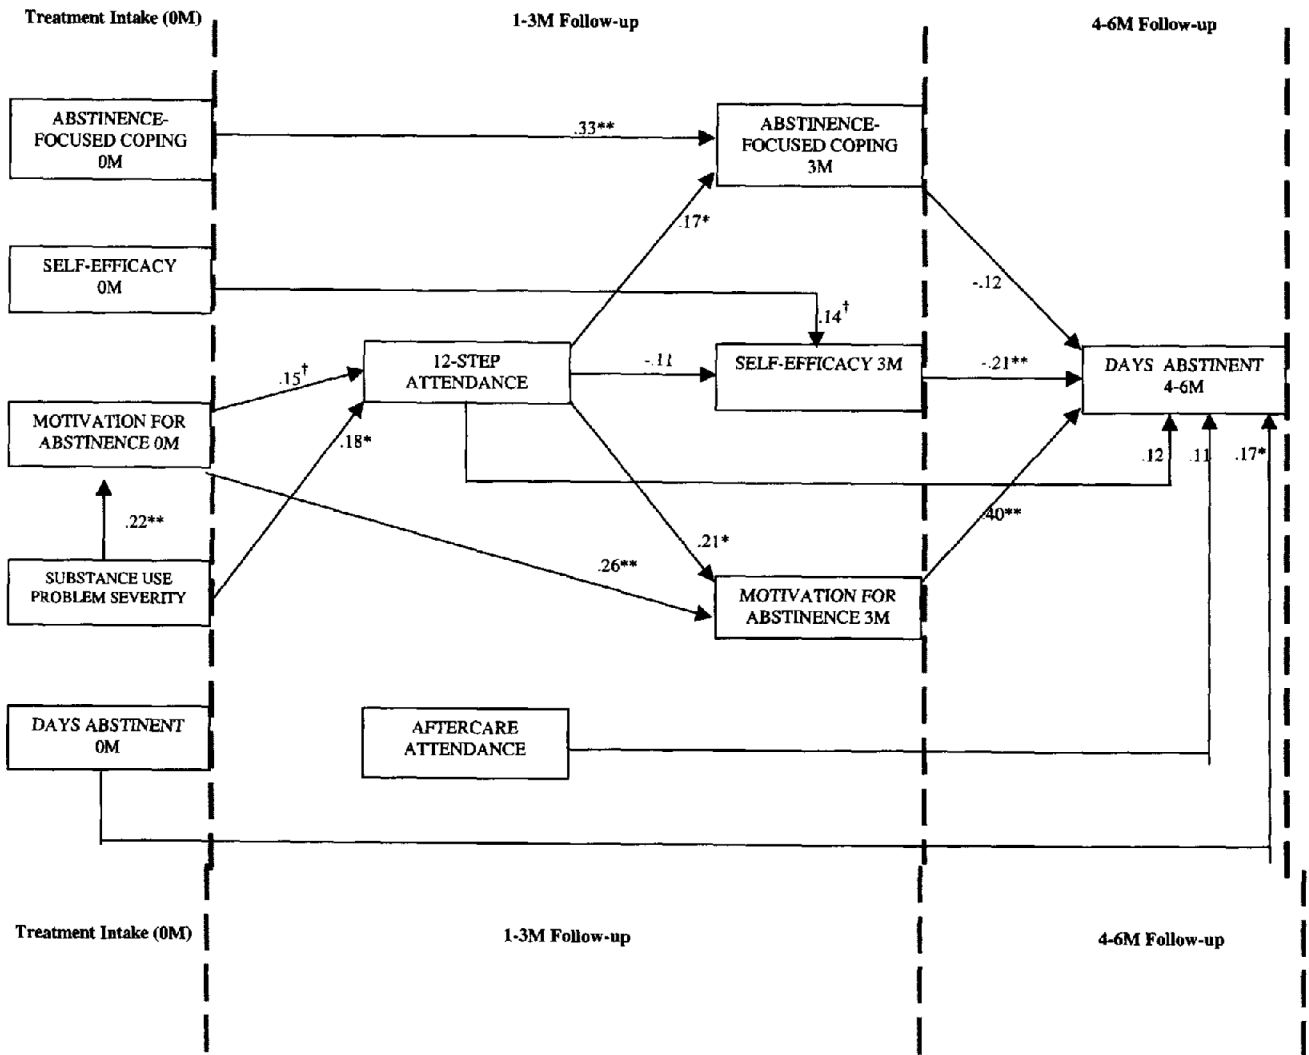 Treatment Intake (0M)
1-3M Follow-up
4-6M Follow-up
ABSTINENCE-
FOCUSED COPING
0M
.33**
ABSTINENCE-
FOCUSED COPING
3M
.17*
SELF-EFFICACY
0M
-.12
.14†
12-STEP
ATTENDANCE
-.11
SELF-EFFICACY 3M
-.21**
DAYS ABSTINENT
4-6M
.15†
MOTIVATION FOR
ABSTINENCE 0M
.18*
.12
.11
.17*
.22**
.40**
.21*
.26**
SUBSTANCE USE
PROBLEM SEVERITY
MOTIVATION FOR
ABSTINENCE 3M
DAYS ABSTINENT
0M
AFTERCARE
ATTENDANCE
Treatment Intake (0M)
1-3M Follow-up
4-6M Follow-up